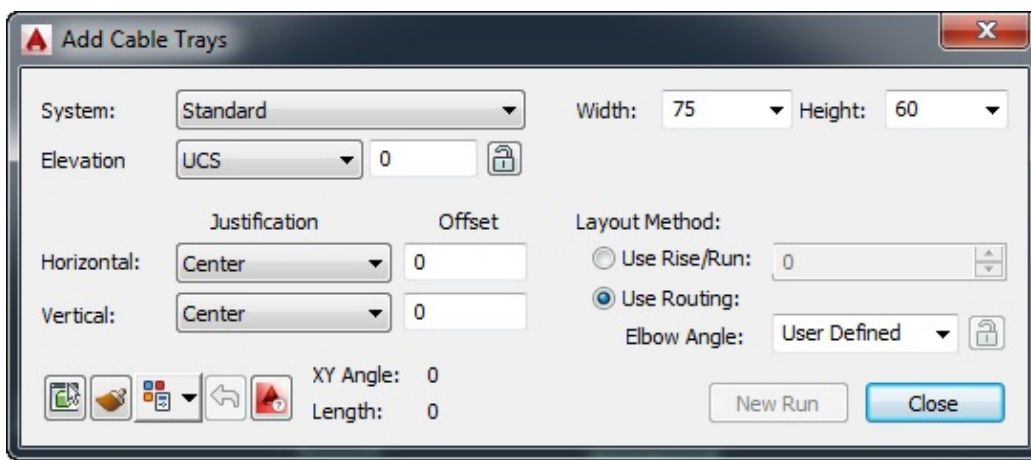 Add Cable Trays
System: Standard Width: 75 Height: 60
Elevation UCS 0
Justification Offset Layout Method:
Horizontal: Center 0 Use Rise/Run: 0
Vertical: Center 0 Use Routing:
Elbow Angle: User Defined
XY Angle: 0
Length: 0 New Run Close